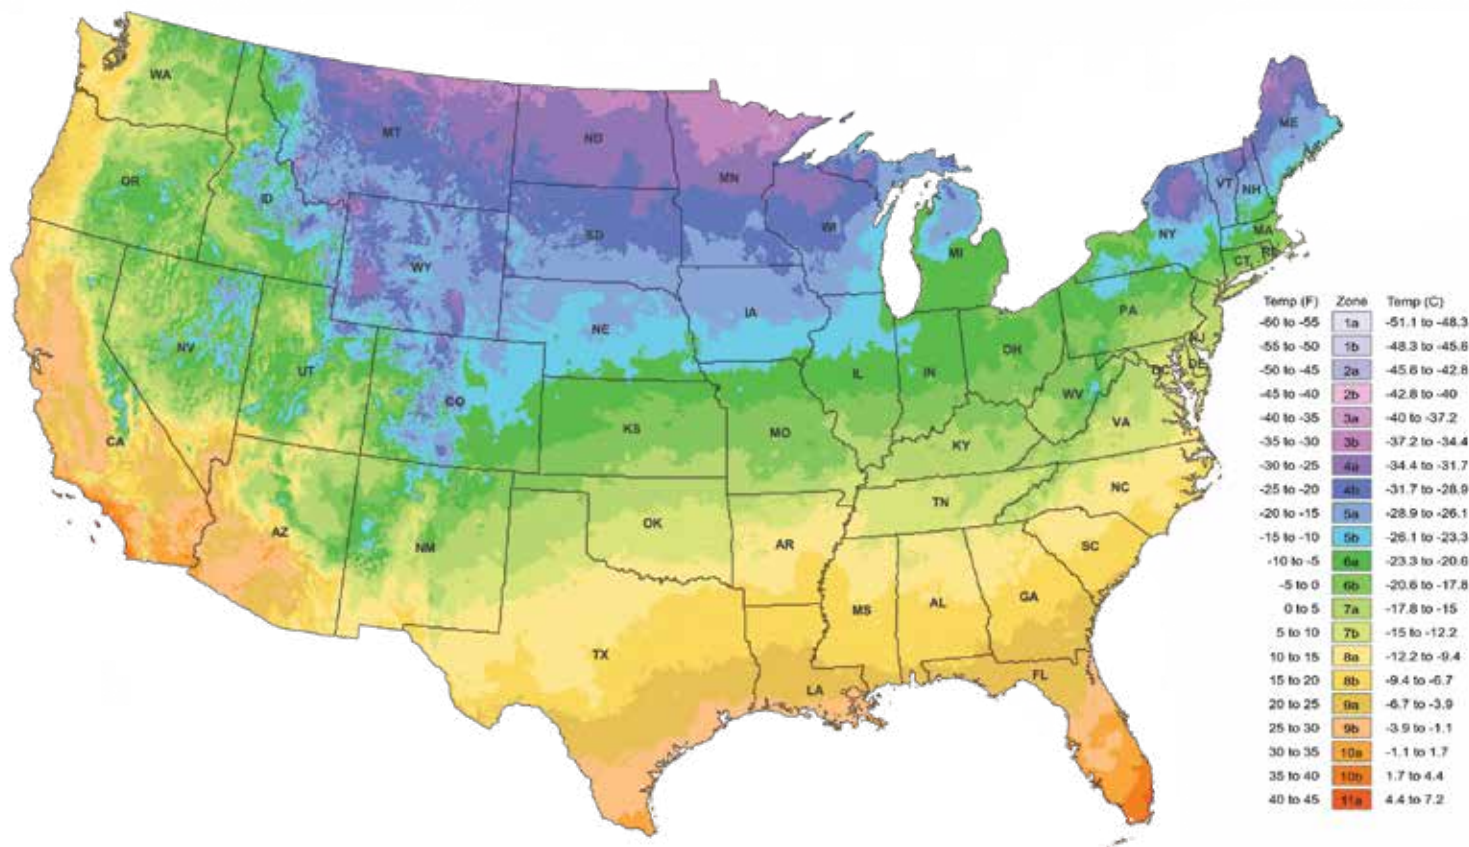 WA
MT
ND
ME
MN
VT
NH
OR
ID
SD
WI
NY
MA
RI
CT
MI
WY
PA
NE
IA
NJ
OH
NV
UT
IL
IN
DE
DC
CO
WV
KS
MO
VA
CA
KY
NC
TN
OK
AZ
NM
AR
SC
MS
AL
GA
TX
LA
FL
Temp (F) Zone Temp (C)
-60 to -55 1a -51.1 to -48.3
-55 to -50 1b -48.3 to -45.6
-50 to -45 2a -45.6 to -42.8
-45 to -40 2b -42.8 to -40
-40 to -35 3a -40 to -37.2
-35 to -30 3b -37.2 to -34.4
-30 to -25 4a -34.4 to -31.7
-25 to -20 4b -31.7 to -28.9
-20 to -15 5a -28.9 to -26.1
-15 to -10 5b -26.1 to -23.3
-10 to -5 6a -23.3 to -20.6
-5 to 0 6b -20.6 to -17.8
0 to 5 7a -17.8 to -15
5 to 10 7b -15 to -12.2
10 to 15 8a -12.2 to -9.4
15 to 20 8b -9.4 to -6.7
20 to 25 9a -6.7 to -3.9
25 to 30 9b -3.9 to -1.1
30 to 35 10a -1.1 to 1.7
35 to 40 10b 1.7 to 4.4
40 to 45 11a 4.4 to 7.2